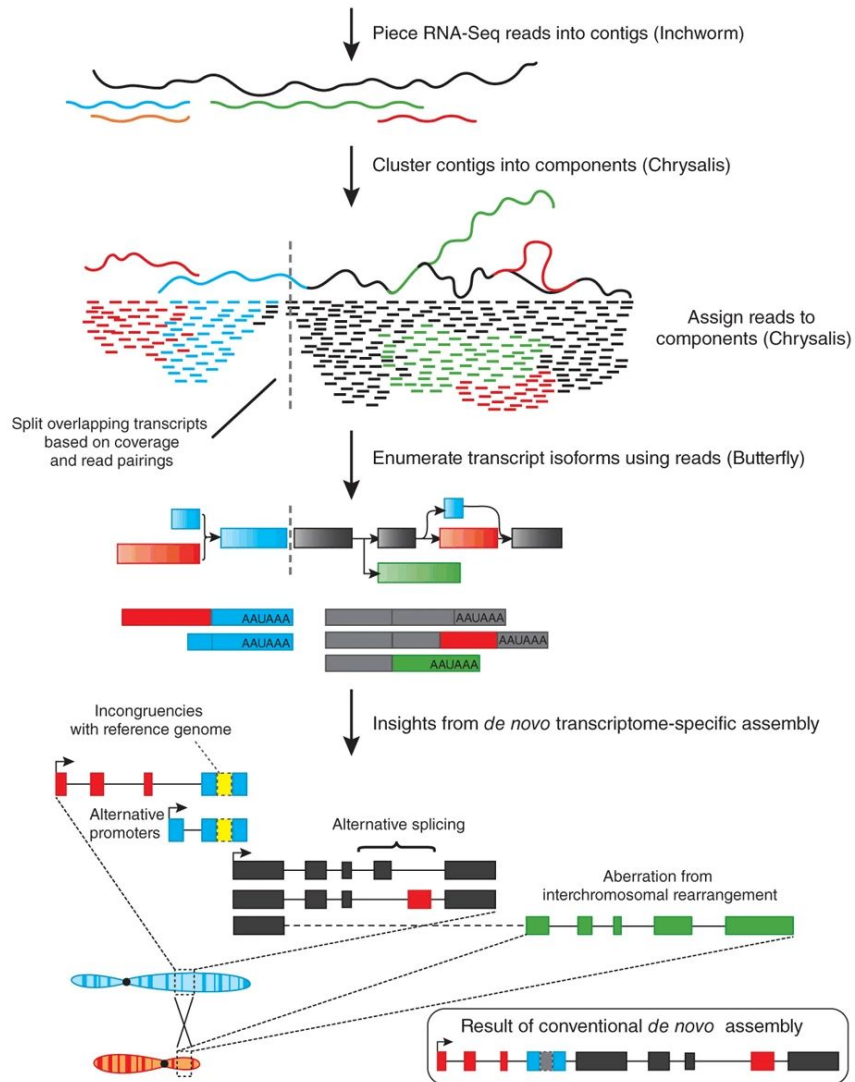 Piece RNA-Seq reads into contigs (Inchworm)
Cluster contigs into components (Chrysalis)
Assign reads to
components (Chrysalis)
Split overlapping transcripts
based on coverage
and read pairings
Enumerate transcript isoforms using reads (Butterfly)
AAUAAA
AAUAAA
AAUAAA
AAUAAA
AAUAAA
Insights from de novo transcriptome-specific assembly
Incongruencies
with reference genome
Alternative
promoters
Alternative splicing
Aberration from
interchromosomal rearrangement
Result of conventional de novo assembly